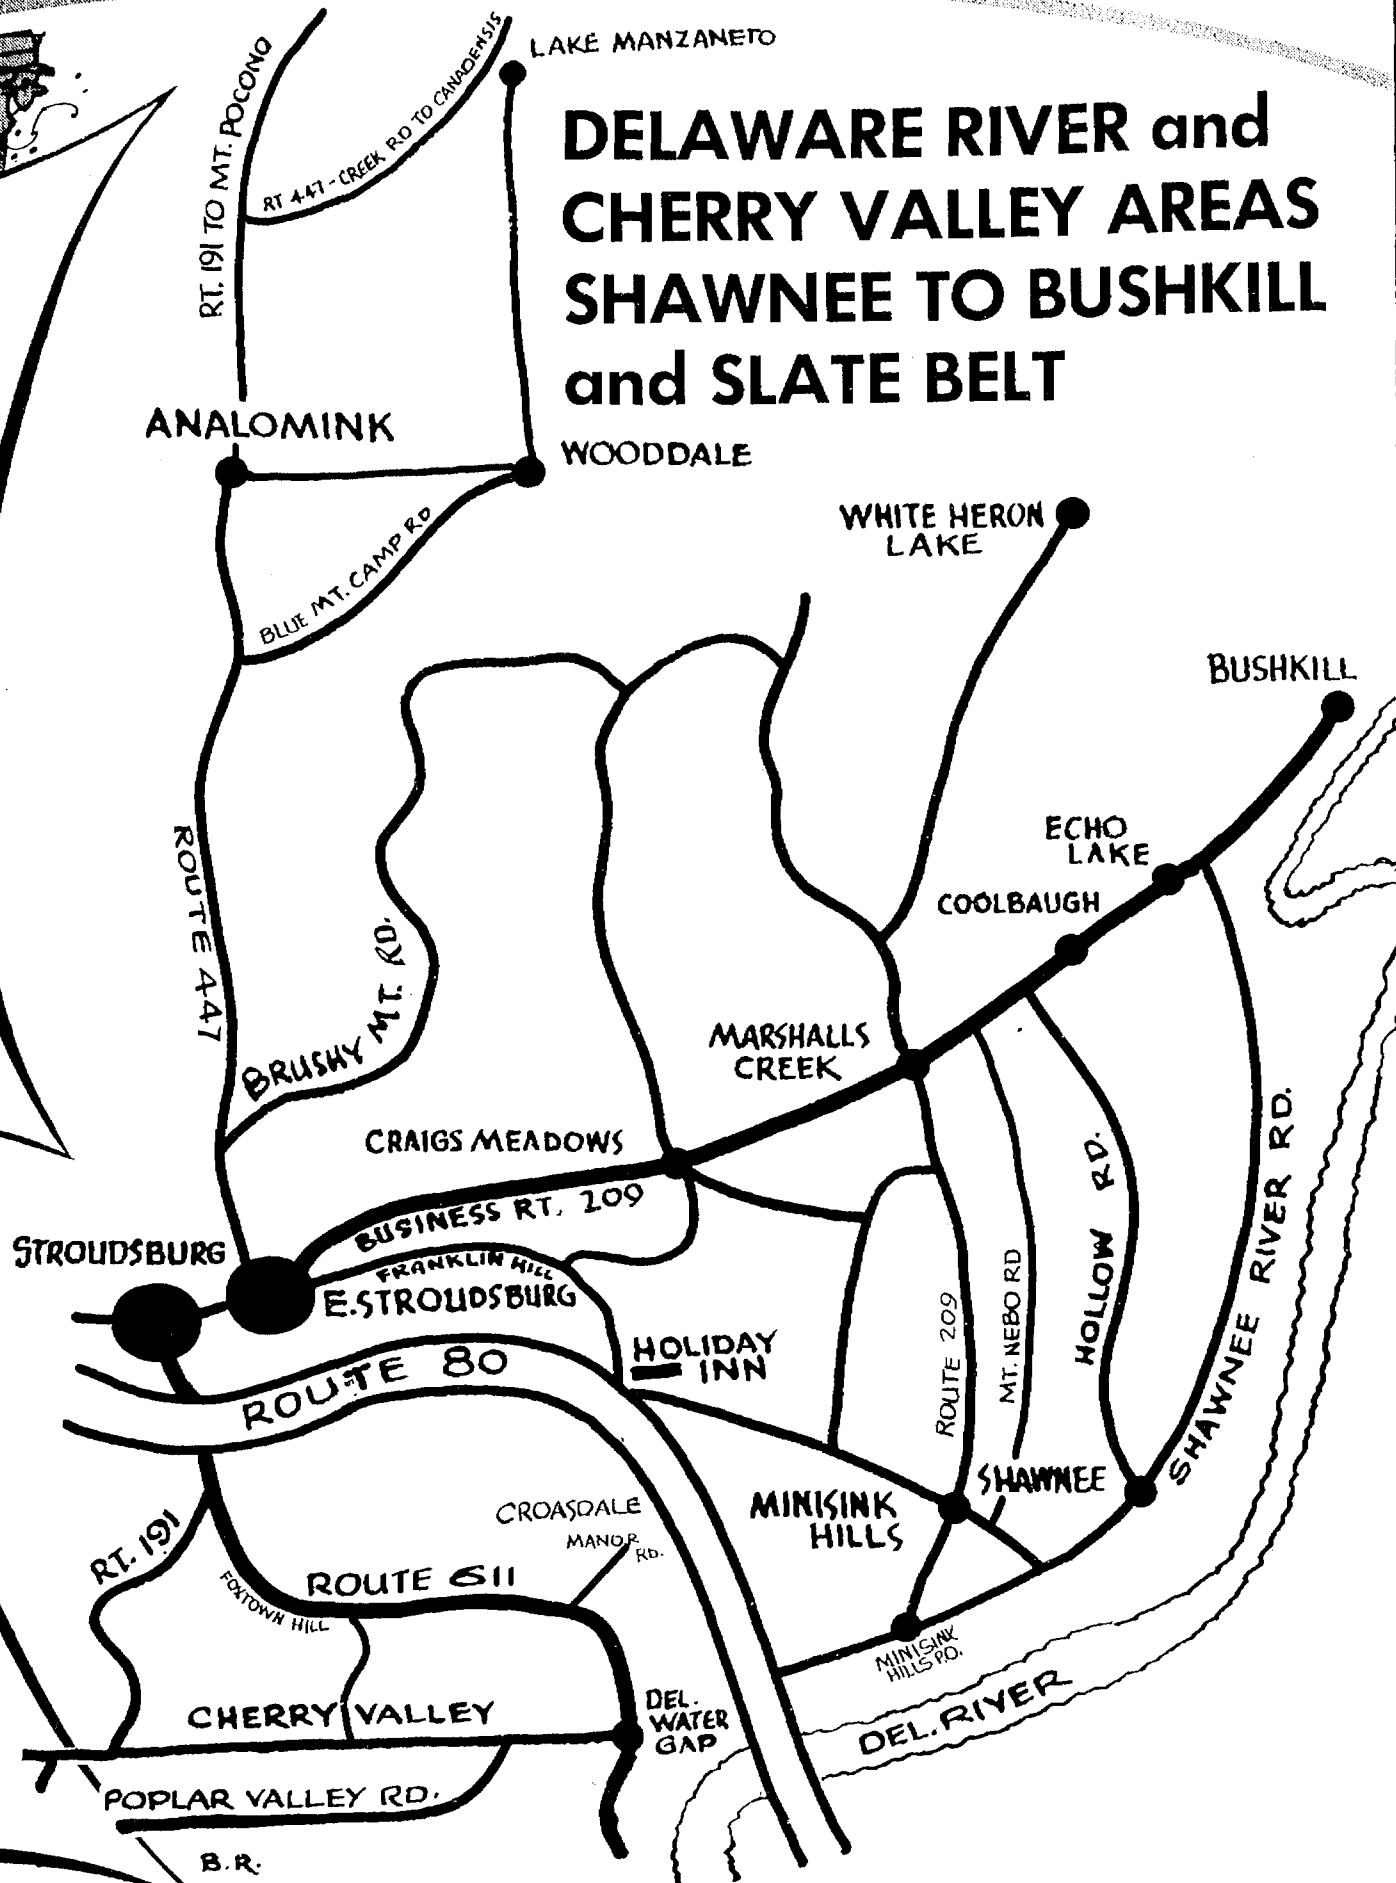 LAKE MANZANETO
RT. 191 TO MT. POCONO
RT 447 - CREEK RD TO CANADENSIS
DELAWARE RIVER and
CHERRY VALLEY AREAS
SHAWNEE TO BUSHKILL
and SLATE BELT
ANALOMINK
WOODDALE
WHITE HERON
LAKE
BLUE MT. CAMP RD
BUSHKILL
ECHO
LAKE
COOLBAUGH
ROUTE 447
BRUSHY MT. RD.
MARSHALLS
CREEK
CRAIGS MEADOWS
BUSINESS RT. 209
STROUDSBURG
FRANKLIN HILL
E. STROUDSBURG
HOLLOW RD.
SHAWNEE RIVER RD.
MT. NEBO RD
ROUTE 209
HOLIDAY
INN
ROUTE 80
SHAWNEE
MINISINK
HILLS
CROASDALE
MANOR
RD.
RT. 191
ROUTE 611
FOXTOWN HILL
MINISINK
HILLS P.O.
DEL. RIVER
CHERRY VALLEY
DEL.
WATER
GAP
POPLAR VALLEY RD.
B.R.